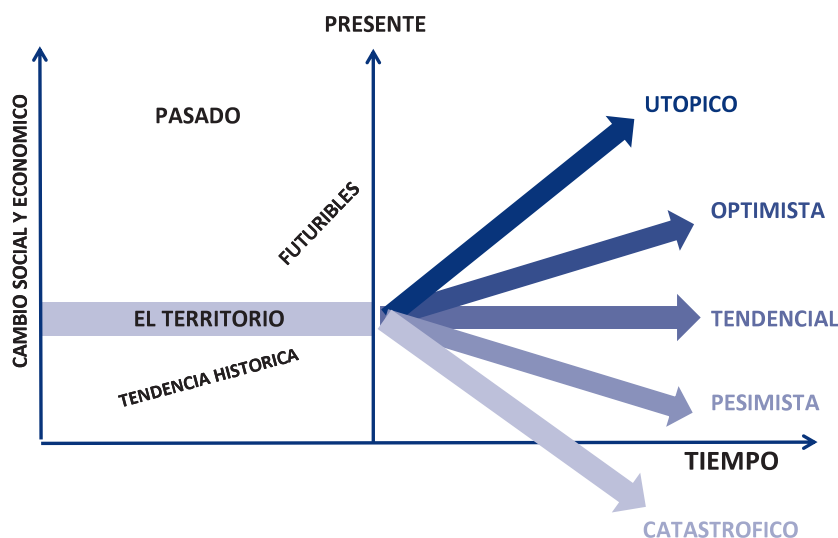 PRESENTE
CAMBIO SOCIAL Y ECONOMICO
PASADO
UTOPICO
FUTURIBLES
OPTIMISTA
EL TERRITORIO
TENDENCIAL
TENDENCIA HISTORICA
PESIMISTA
TIEMPO
CATASTROFICO